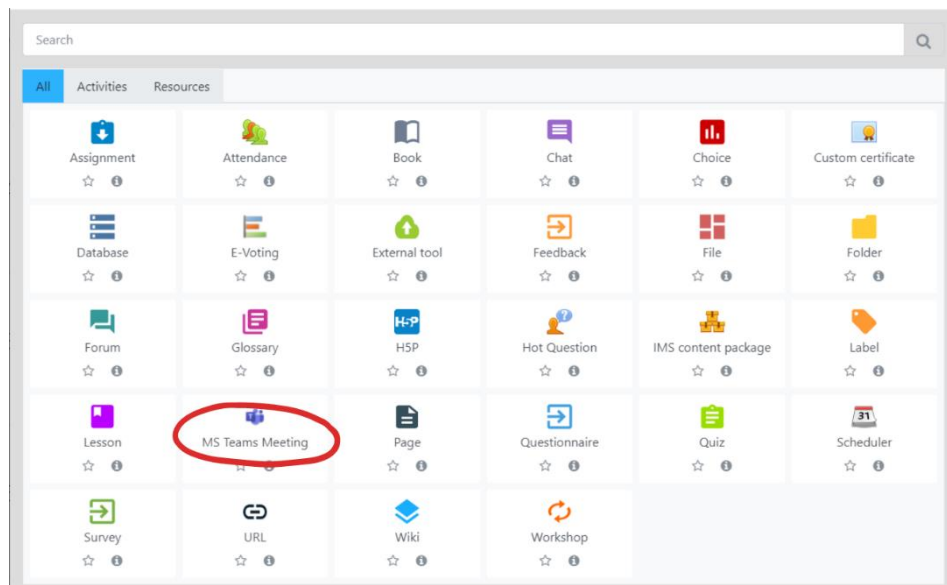 Search
All Activities Resources
Assignment Attendance Book Chat Choice Custom certificate
Database E-Voting External tool Feedback File Folder
Forum Glossary H5P H5P Hot Question IMS content package Label
31
Lesson MS Teams Meeting Page Questionnaire Quiz Scheduler
Survey URL Wiki Workshop